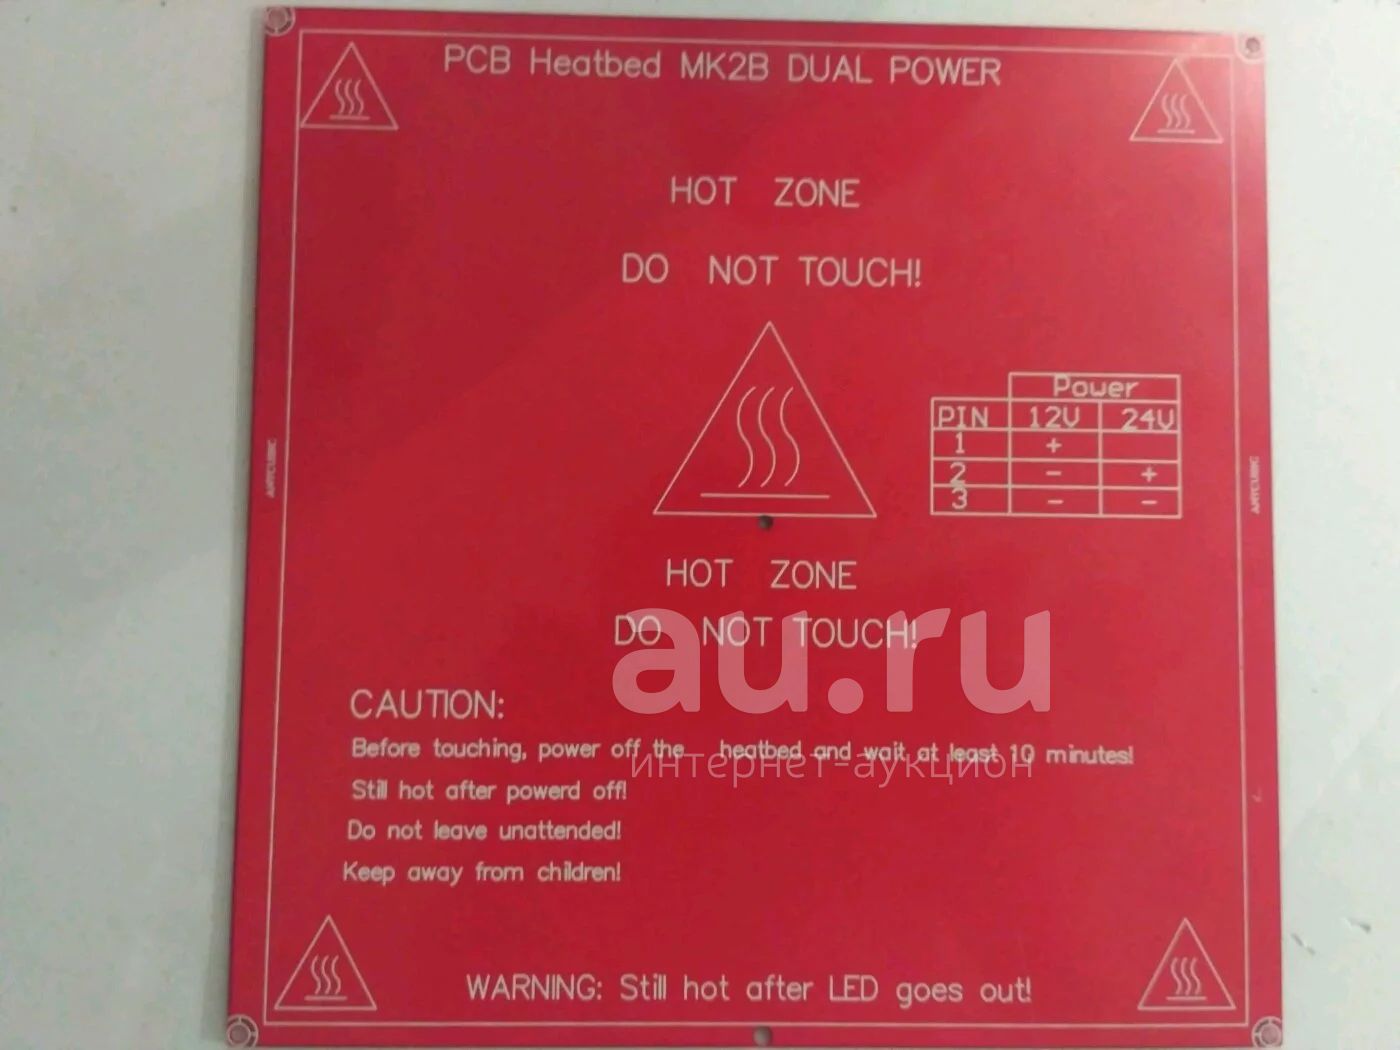 PCB Heatbed MK2B DUAL POWER
HOT ZONE
DO NOT TOUCH!
Power
PIN 12V 24V
1 +
2 - +
3 - -
ANYCUBIC
ANYCUBIC
HOT ZONE
DO NOT TOUCH!
au.ru
интернет-аукцион
CAUTION:
Before touching, power off the heatbed and wait at least 10 minutes!
Still hot after powerd off!
Do not leave unattended!
Keep away from children!
WARNING: Still hot after LED goes out!